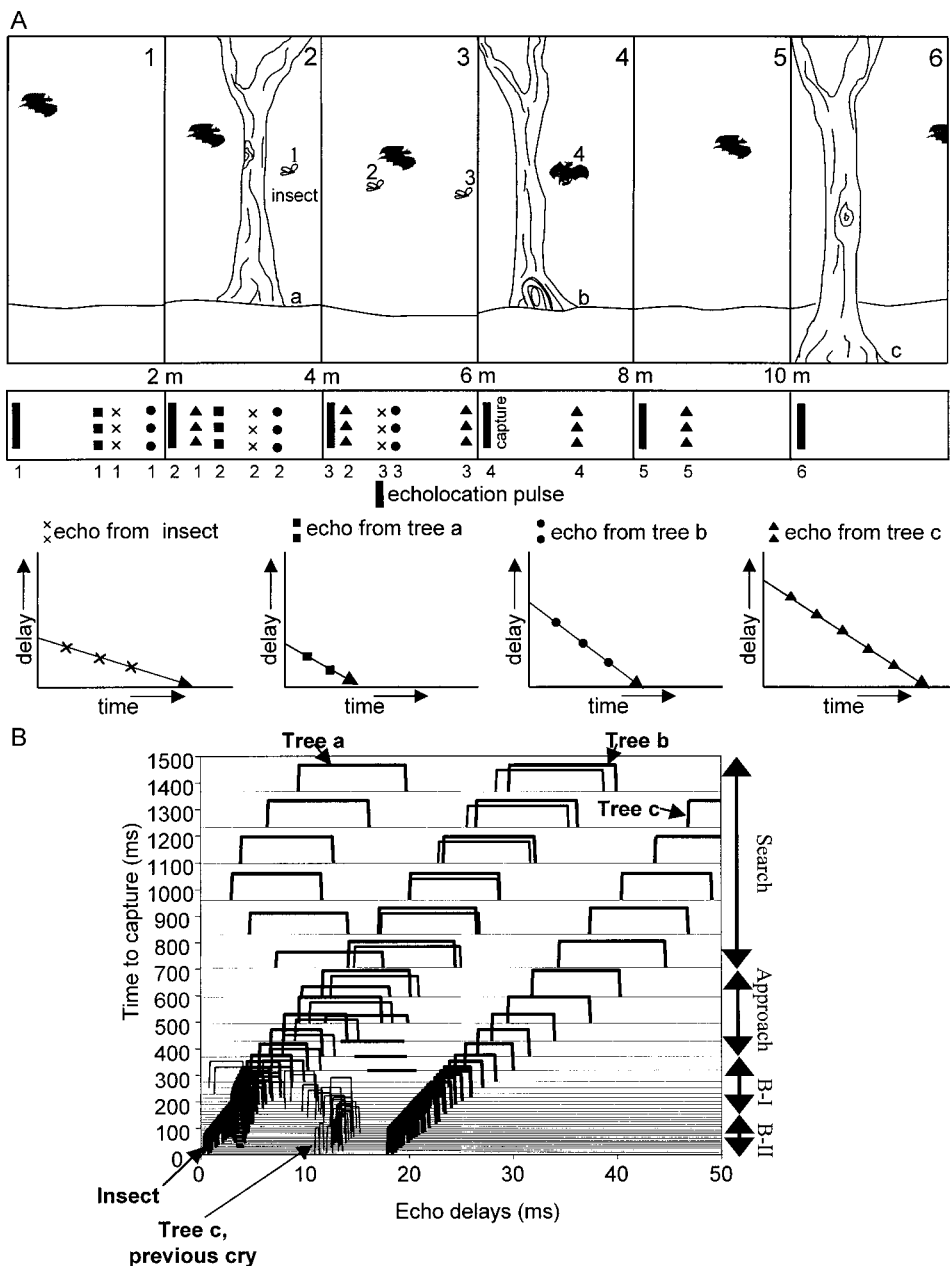 A
1 2 3 4 5 6
1
insect
2
3
4
a
b
c
2 m 4 m 6 m 8 m 10 m
capture
1 1 1 1 2 1 2 2 2 3 2 3 3 3 4 4 5 5 6
echolocation pulse
echo from insect
echo from tree a
echo from tree b
echo from tree c
delay
time
delay
time
delay
time
delay
time
B
Tree a
Tree b
Tree c
1500
1400
1300
1200
1100
1000
900
800
700
600
500
400
300
200
100
0
Time to capture (ms)
Search
Approach
B-I
B-II
0 10 20 30 40 50
Insect
Echo delays (ms)
Tree c,
previous cry